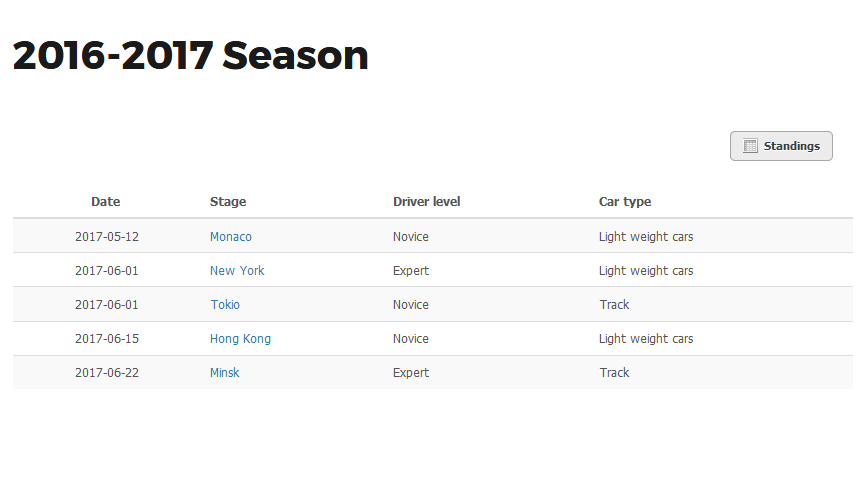 2016-2017 Season
Standings
Date Stage Driver level Car type
2017-05-12 Monaco Novice Light weight cars
2017-06-01 New York Expert Light weight cars
2017-06-01 Tokio Novice Track
2017-06-15 Hong Kong Novice Light weight cars
2017-06-22 Minsk Expert Track